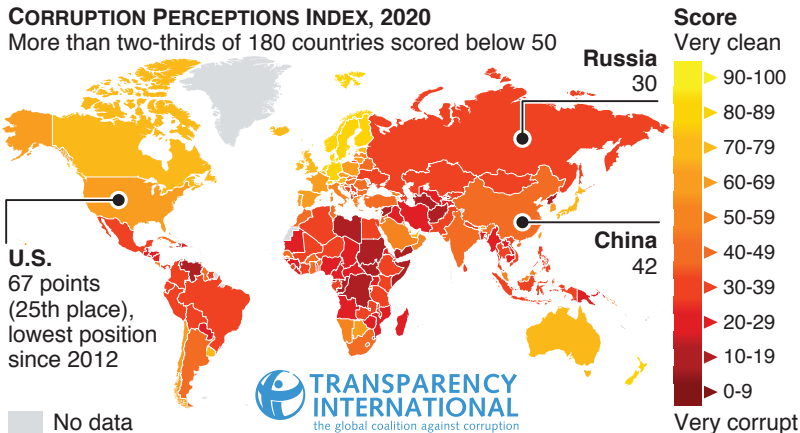 CORRUPTION PERCEPTIONS INDEX, 2020
More than two-thirds of 180 countries scored below 50
Russia
30
U.S.
67 points
(25th place),
lowest position
since 2012
China
42
Score
Very clean
90-100
80-89
70-79
60-69
50-59
40-49
30-39
20-29
10-19
0-9
Very corrupt
No data
TRANSPARENCY
INTERNATIONAL
the global coalition against corruption